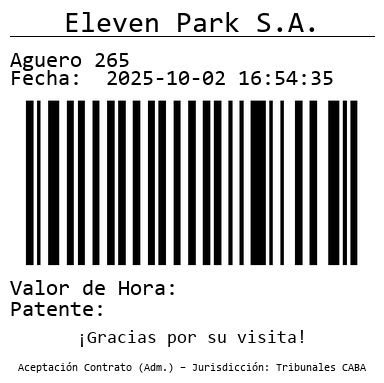 Eleven Park S.A.
Aguero 265
Fecha:  2025-10-02 16:54:35
Valor de Hora:
Patente:
¡Gracias por su visita!
Aceptación Contrato (Adm.) – Jurisdicción: Tribunales CABA